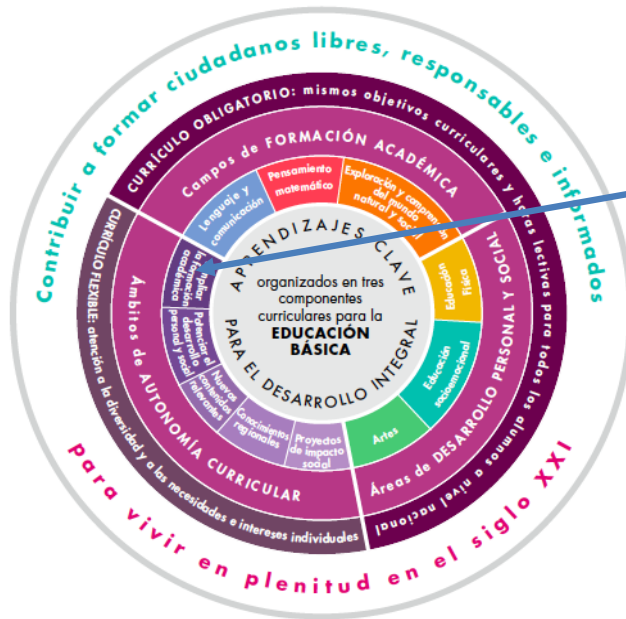 Contribuir a formar ciudadanos libres, responsables e informados
para vivir en plenitud en el siglo XXI
CURRÍCULO OBLIGATORIO: mismos objetivos curriculares y horas lectivas para todos los alumnos a nivel nacional
CURRÍCULO FLEXIBLE: atención a la diversidad y a las necesidades e intereses individuales
Campos de FORMACIÓN ACADÉMICA
Lenguaje y
comunicación
Pensamiento
matemático
Exploración y comprensión
del mundo
natural y social
Áreas de DESARROLLO PERSONAL Y SOCIAL
Educación
Física
Educación
socioemocional
Artes
Ámbitos de AUTONOMÍA CURRICULAR
la formación
académica
Potenciar el
desarrollo
personal y social
Nuevos
contenidos
relevantes
Conocimientos
regionales
Proyectos
de impacto
social
APRENDIZAJES CLAVE
PARA EL DESARROLLO INTEGRAL
organizados en tres
componentes
curriculares para la
EDUCACIÓN
BÁSICA